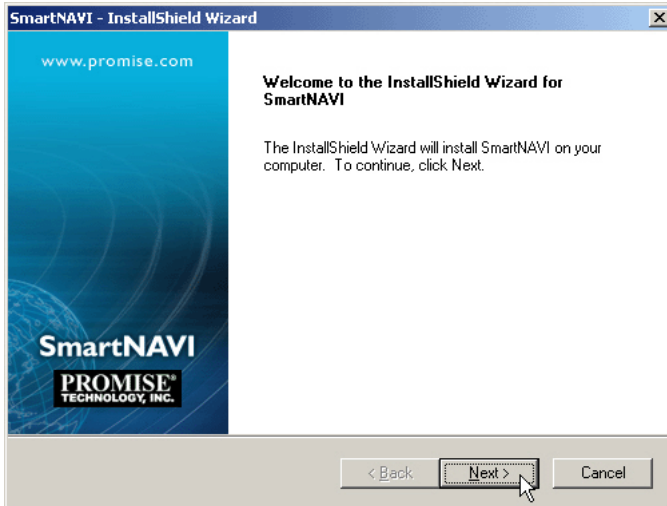 SmartNAVI - InstallShield Wizard
www.promise.com
Welcome to the InstallShield Wizard for
SmartNAVI
The InstallShield Wizard will install SmartNAVI on your
computer. To continue, click Next.
SmartNAVI
PROMISE®
TECHNOLOGY, INC.
< Back
Next >
Cancel